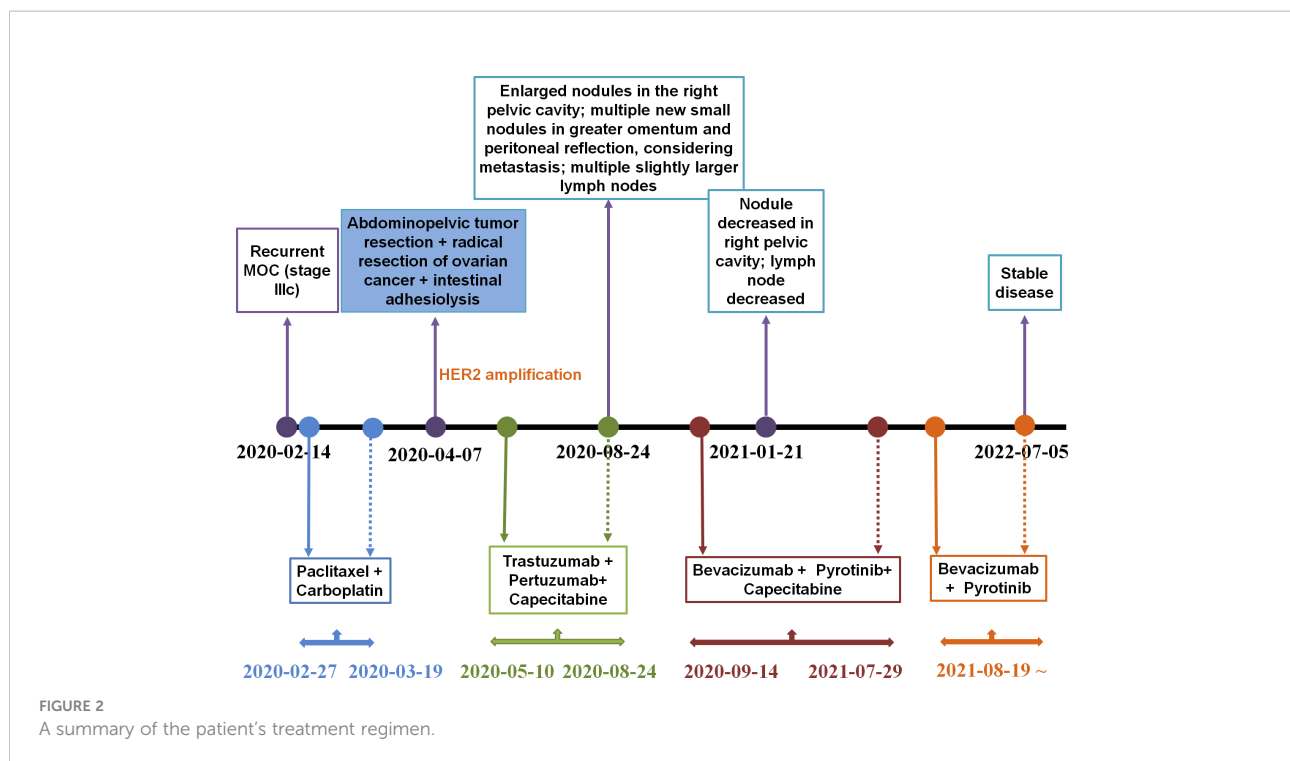 Enlarged nodules in the right
pelvic cavity; multiple new small
nodules in greater omentum and
peritoneal reflection, considering
metastasis; multiple slightly larger
lymph nodes
Recurrent
MOC (stage
IIIc)
Abdominopelvic tumor
resection + radical
resection of ovarian
cancer + intestinal
adhesiolysis
Nodule
decreased in
right pelvic
cavity; lymph
node
decreased
Stable
disease
HER2 amplification
2020-02-14
2020-04-07
2020-08-24
2021-01-21
2022-07-05
Paclitaxel +
Carboplatin
Trastuzumab +
Pertuzumab+
Capecitabine
Bevacizumab + Pyrotinib+
Capecitabine
Bevacizumab
+ Pyrotinib
2020-02-27 2020-03-19
2020-05-10 2020-08-24
2020-09-14 2021-07-29
2021-08-19 ~
FIGURE 2
A summary of the patient's treatment regimen.